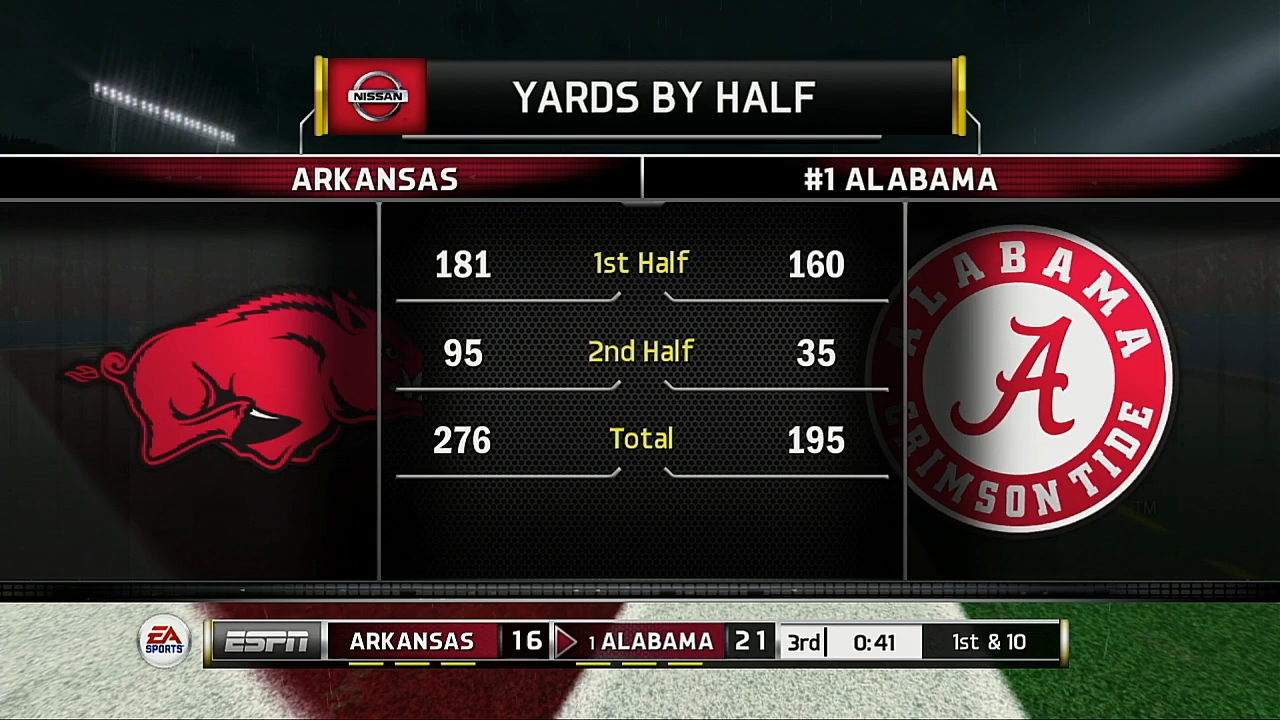 NISSAN
YARDS BY HALF
ARKANSAS
#1 ALABAMA
181 1st Half 160
95 2nd Half 35
276 Total 195
ALABAMA
A
CRIMSON TIDE
TM
EA
SPORTS
ESPN ARKANSAS 16 1 ALABAMA 21 3rd 0:41 1st & 10